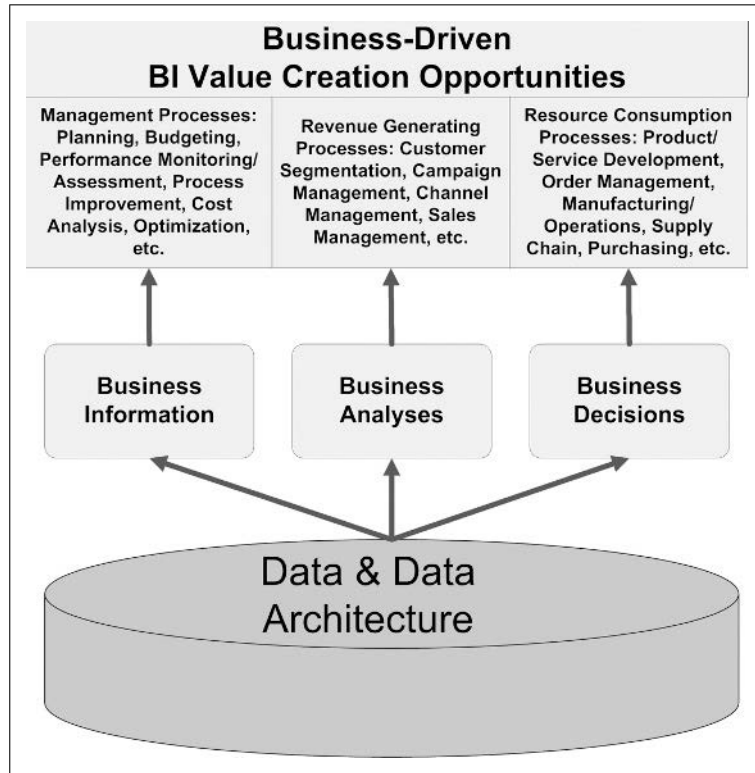 Business-Driven
BI Value Creation Opportunities
Management Processes:
Planning, Budgeting,
Performance Monitoring/
Assessment, Process
Improvement, Cost
Analysis, Optimization,
etc.
Revenue Generating
Processes: Customer
Segmentation, Campaign
Management, Channel
Management, Sales
Management, etc.
Resource Consumption
Processes: Product/
Service Development,
Order Management,
Manufacturing/
Operations, Supply
Chain, Purchasing, etc.
Business
Information
Business
Analyses
Business
Decisions
Data & Data
Architecture